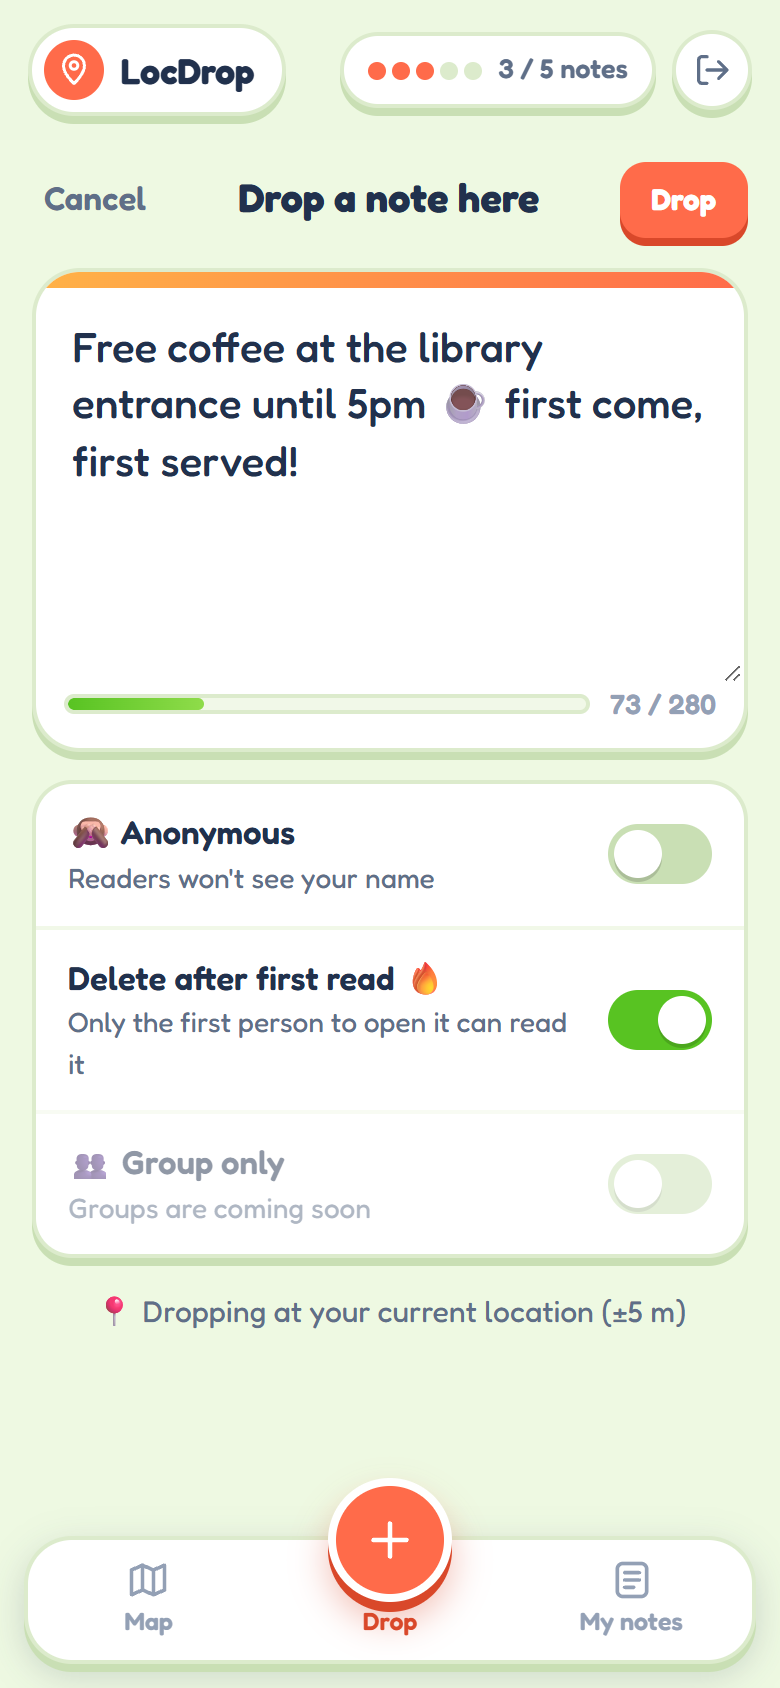 LocDrop
3 / 5 notes
Cancel
Drop a note here
Drop
Free coffee at the library
entrance until 5pm ☕ first come,
first served!
73 / 280
🙈 Anonymous
Readers won't see your name
Delete after first read 🔥
Only the first person to open it can read
it
👥 Group only
Groups are coming soon
📍 Dropping at your current location (±5 m)
Map
Drop
My notes